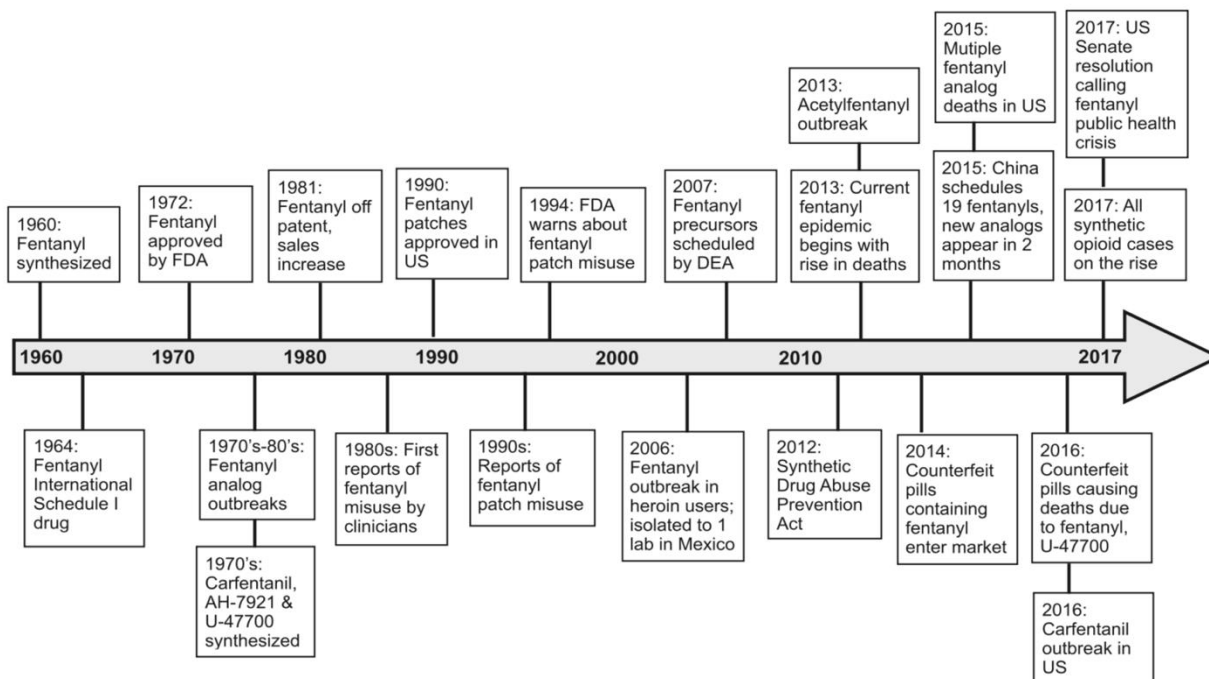 2015:
Mutiple
fentanyl
analog
deaths in US
2017: US
Senate
resolution
calling
fentanyl
public health
crisis
2013:
Acetylfentanyl
outbreak
1960:
Fentanyl
synthesized
1972:
Fentanyl
approved
by FDA
1981:
Fentanyl off
patent,
sales
increase
1990:
Fentanyl
patches
approved in
US
1994: FDA
warns about
fentanyl
patch misuse
2007:
Fentanyl
precursors
scheduled
by DEA
2013: Current
fentanyl
epidemic
begins with
rise in deaths
2015: China
schedules
19 fentanyls,
new analogs
appear in 2
months
2017: All
synthetic
opioid cases
on the rise
1960 1970 1980 1990 2000 2010 2017
1964:
Fentanyl
International
Schedule I
drug
1970's-80's:
Fentanyl
analog
outbreaks
1970's:
Carfentanil,
AH-7921 &
U-47700
synthesized
1980s: First
reports of
fentanyl
misuse by
clinicians
1990s:
Reports of
fentanyl
patch misuse
2006:
Fentanyl
outbreak in
heroin users;
isolated to 1
lab in Mexico
2012:
Synthetic
Drug Abuse
Prevention
Act
2014:
Counterfeit
pills
containing
fentanyl
enter market
2016:
Counterfeit
pills causing
deaths due
to fentanyl,
U-47700
2016:
Carfentanil
outbreak in
US